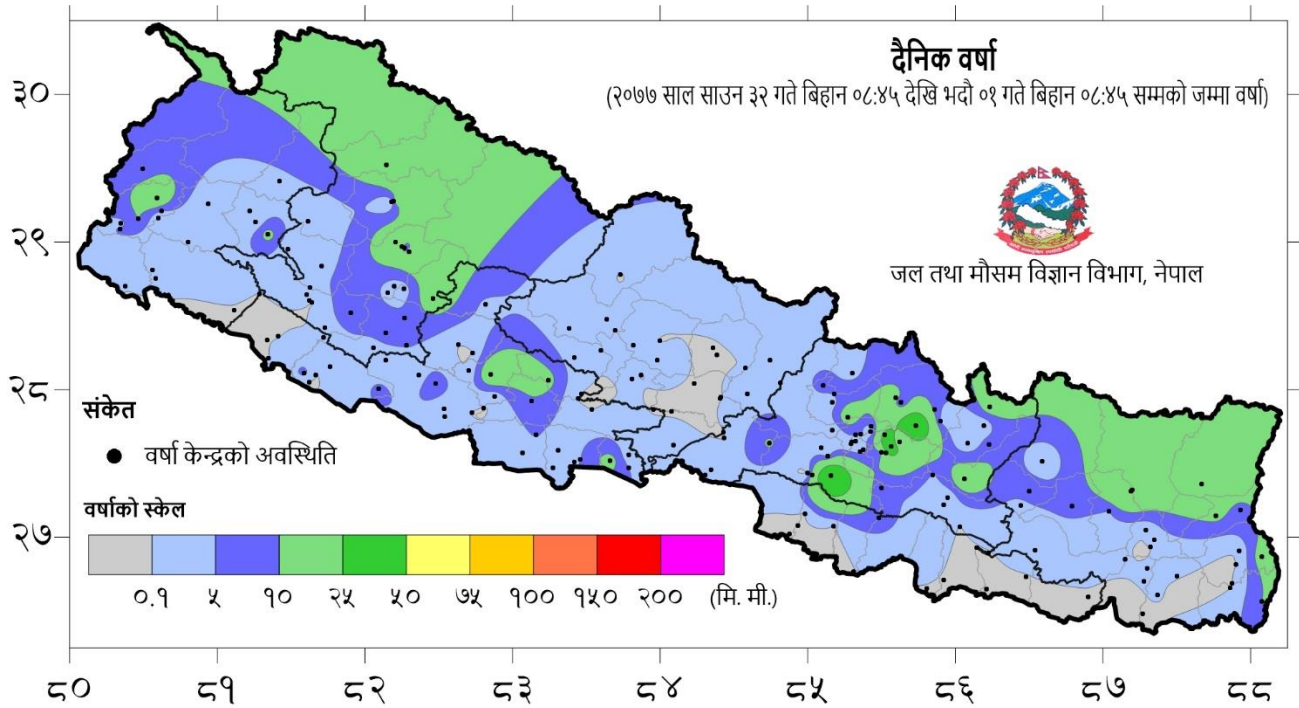 दैनिक वर्षा
(२०७७ साल साउन ३२ गते बिहान ०८:४५ देखि भदौ ०१ गते बिहान ०८:४५ सम्मको जम्मा वर्षा)
जल तथा मौसम विज्ञान विभाग, नेपाल
३०
२९
२८
२७
संकेत
वर्षा केन्द्रको अवस्थिति
वर्षाको स्केल
०.१ ५ १० २५ ५० ७५ १०० १५० २०० (मि. मी.)
८० ८१ ८२ ८३ ८४ ८५ ८६ ८७ ८८